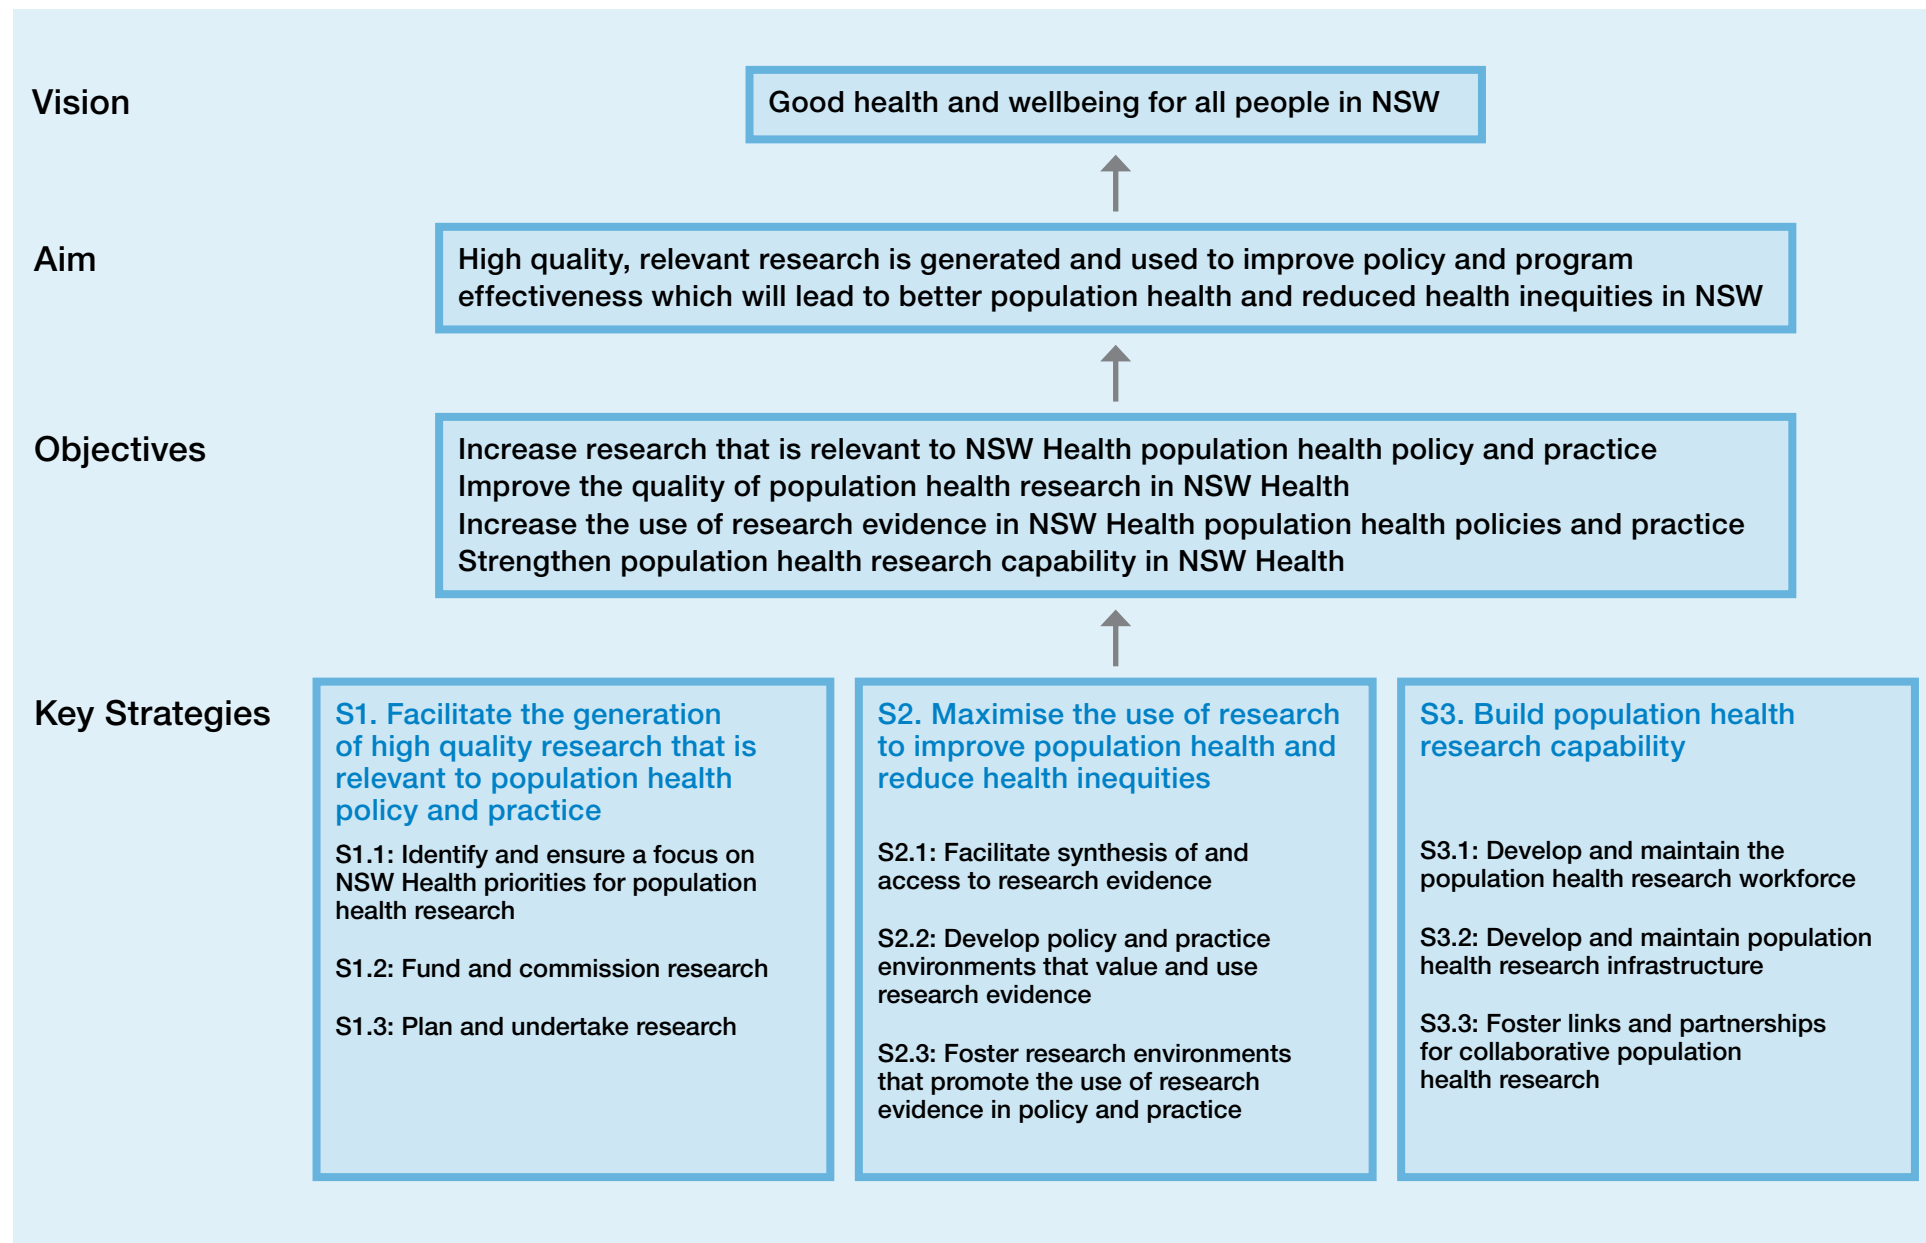 Vision
Good health and wellbeing for all people in NSW
Aim
High quality, relevant research is generated and used to improve policy and program
effectiveness which will lead to better population health and reduced health inequities in NSW
Objectives
Increase research that is relevant to NSW Health population health policy and practice
Improve the quality of population health research in NSW Health
Increase the use of research evidence in NSW Health population health policies and practice
Strengthen population health research capability in NSW Health
Key Strategies
S1. Facilitate the generation
of high quality research that is
relevant to population health
policy and practice
S1.1: Identify and ensure a focus on
NSW Health priorities for population
health research
S1.2: Fund and commission research
S1.3: Plan and undertake research
S2. Maximise the use of research
to improve population health and
reduce health inequities
S2.1: Facilitate synthesis of and
access to research evidence
S2.2: Develop policy and practice
environments that value and use
research evidence
S2.3: Foster research environments
that promote the use of research
evidence in policy and practice
S3. Build population health
research capability
S3.1: Develop and maintain the
population health research workforce
S3.2: Develop and maintain population
health research infrastructure
S3.3: Foster links and partnerships
for collaborative population
health research